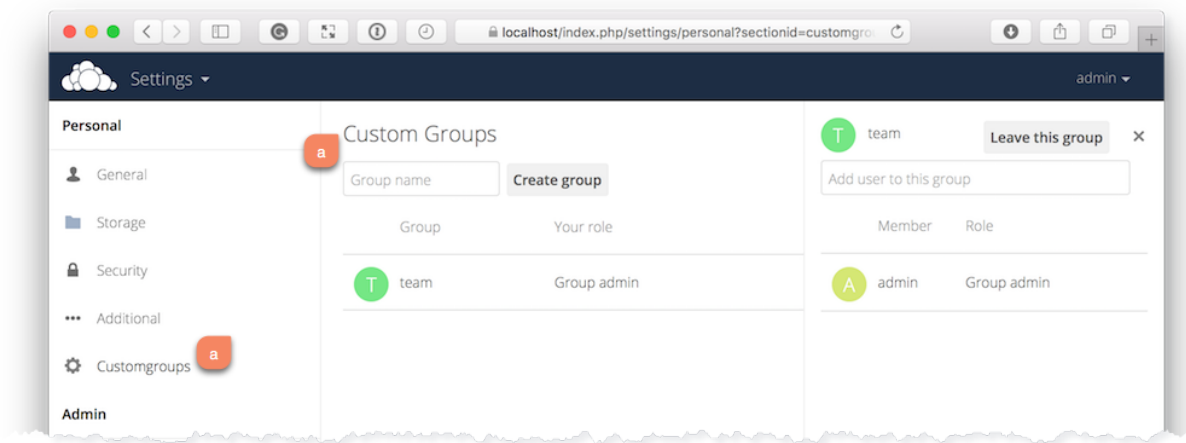 localhost/index.php/settings/personal?sectionid=customgro
Settings
admin
Personal
General
Storage
Security
Additional
Customgroups
a
Admin
a
Custom Groups
Group name
Create group
Group Your role
T team Group admin
T team Leave this group ×
Add user to this group
Member Role
A admin Group admin